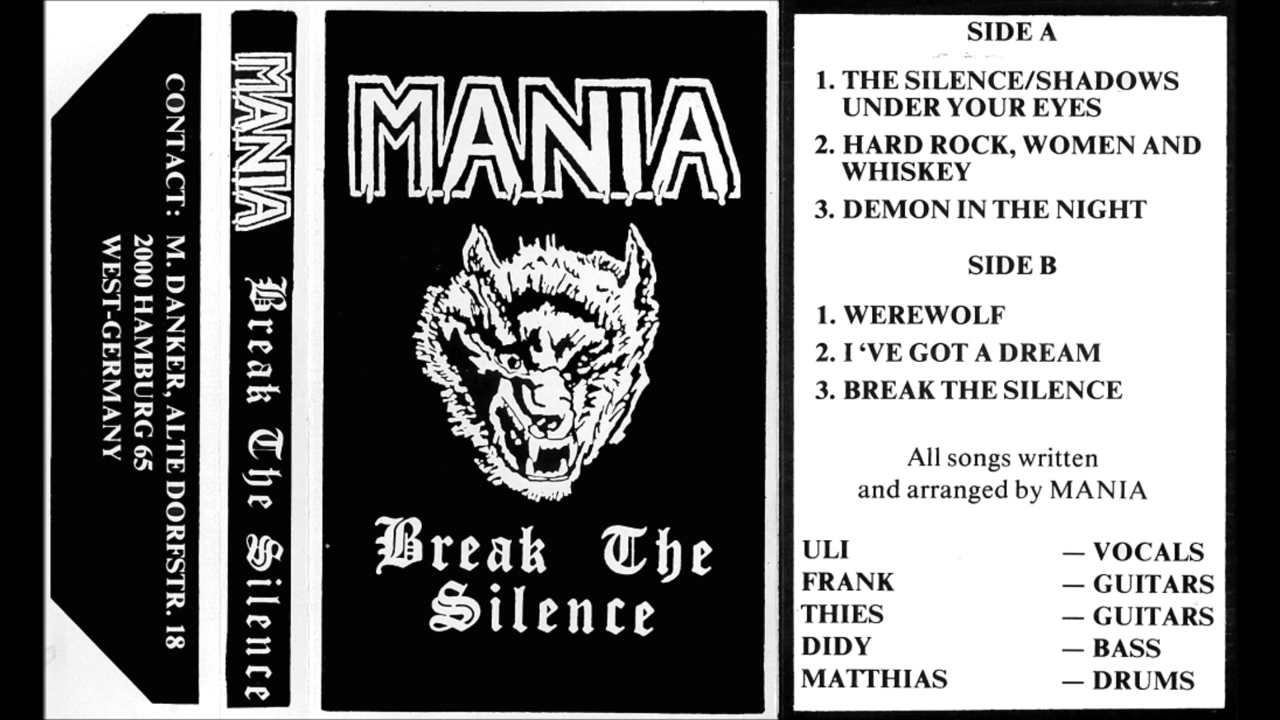 CONTACT: M. DANKER, ALTE DORFSTR. 18
2000 HAMBURG 65
WEST-GERMANY
MANIA Break The Silence
MANIA
Break The
Silence
SIDE A
1. THE SILENCE/SHADOWS
UNDER YOUR EYES
2. HARD ROCK, WOMEN AND
WHISKEY
3. DEMON IN THE NIGHT
SIDE B
1. WEREWOLF
2. I ‘VE GOT A DREAM
3. BREAK THE SILENCE
All songs written
and arranged by MANIA
ULI — VOCALS
FRANK — GUITARS
THIES — GUITARS
DIDY — BASS
MATTHIAS — DRUMS